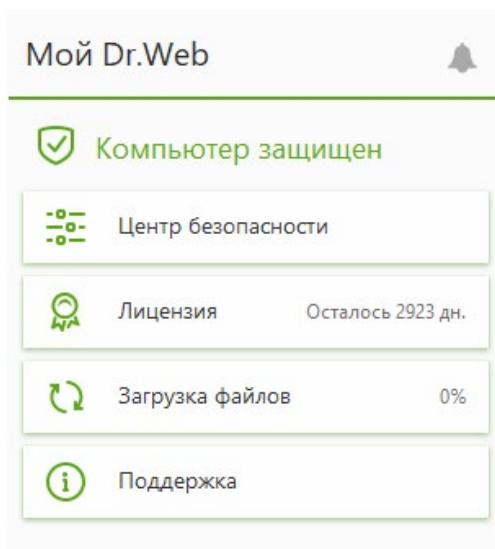 Мой Dr.Web
Компьютер защищен
Центр безопасности
Лицензия Осталось 2923 дн.
Загрузка файлов 0%
Поддержка